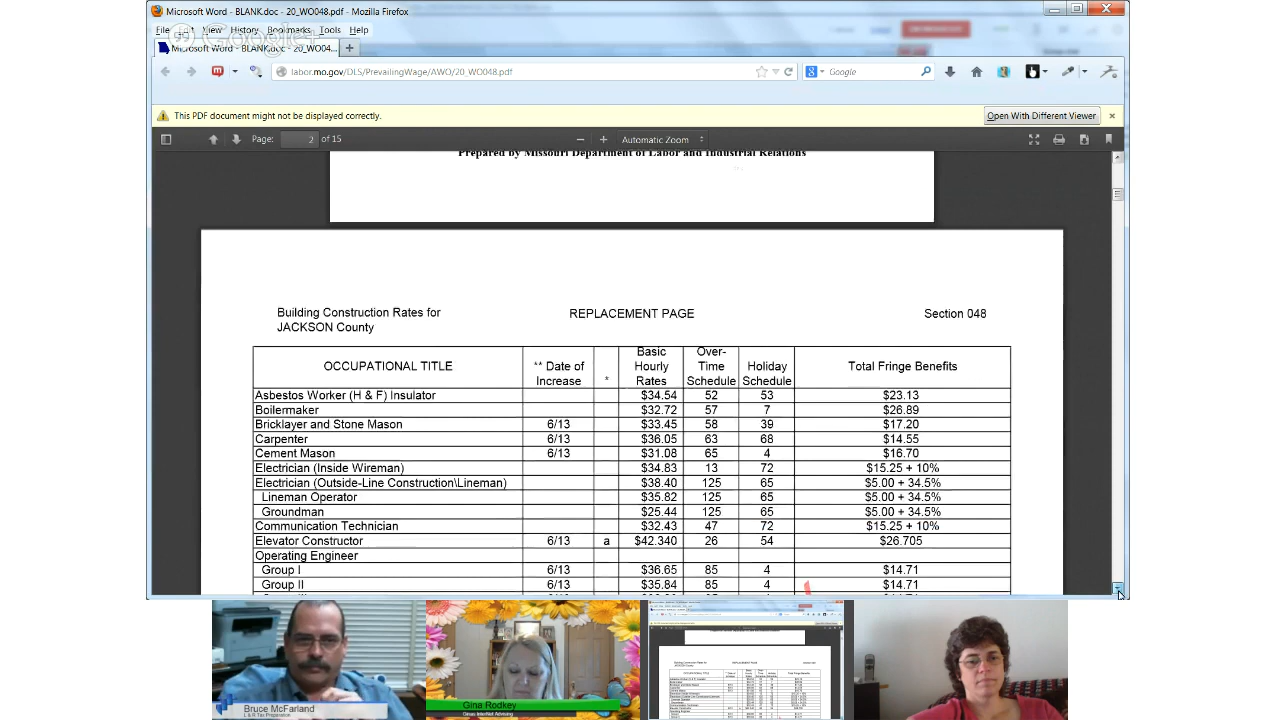 Microsoft Word - BLANK.doc - 20_WO048.pdf - Mozilla Firefox
File Edit View History Bookmarks Tools Help
Microsoft Word - BLANK.doc - 20_WO04...
labor.mo.gov/DLS/PrevailingWage/AWO/20_WO048.pdf Google
This PDF document might not be displayed correctly. Open With Different Viewer
Page: 2 of 15 Automatic Zoom
Prepared by Missouri Department of Labor and Industrial Relations
Building Construction Rates for REPLACEMENT PAGE Section 048
JACKSON County
OCCUPATIONAL TITLE ** Date of Increase * Basic Hourly Rates Over-Time Schedule Holiday Schedule Total Fringe Benefits
Asbestos Worker (H & F) Insulator $34.54 52 53 $23.13
Boilermaker $32.72 57 7 $26.89
Bricklayer and Stone Mason 6/13 $33.45 58 39 $17.20
Carpenter 6/13 $36.05 63 68 $14.55
Cement Mason 6/13 $31.08 65 4 $16.70
Electrician (Inside Wireman) $34.83 13 72 $15.25 + 10%
Electrician (Outside-Line Construction\Lineman) $38.40 125 65 $5.00 + 34.5%
Lineman Operator $35.82 125 65 $5.00 + 34.5%
Groundman $25.44 125 65 $5.00 + 34.5%
Communication Technician $32.43 47 72 $15.25 + 10%
Elevator Constructor 6/13 a $42.340 26 54 $26.705
Operating Engineer
Group I 6/13 $36.65 85 4 $14.71
Group II 6/13 $35.84 85 4 $14.71
Bruce McFarland
L & R Tax Preparation
Gina Rodkey
Ginas InterNet Advising